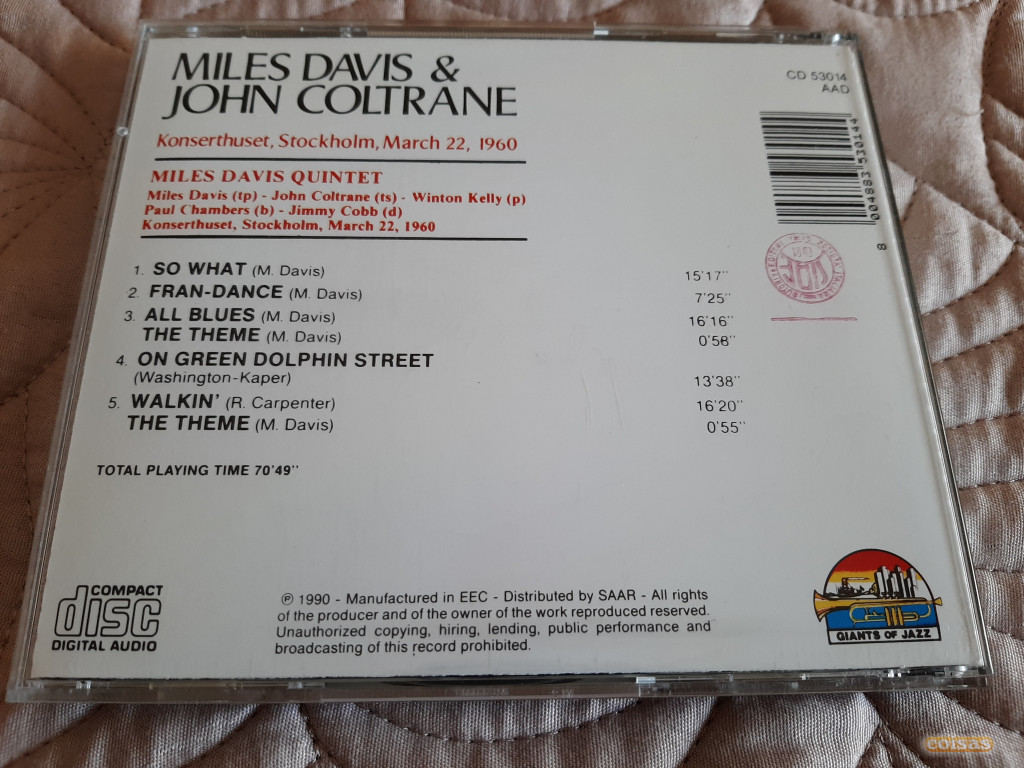 MILES DAVIS &
JOHN COLTRANE
CD 53014
AAD
Konserthuset, Stockholm, March 22, 1960
MILES DAVIS QUINTET
Miles Davis (tp) - John Coltrane (ts) - Winton Kelly (p)
Paul Chambers (b) - Jimmy Cobb (d)
Konserthuset, Stockholm, March 22, 1960
8 004883 530144
1. SO WHAT (M. Davis) 15'17"
2. FRAN-DANCE (M. Davis) 7'25"
3. ALL BLUES (M. Davis) 16'16"
THE THEME (M. Davis) 0'56"
4. ON GREEN DOLPHIN STREET
(Washington-Kaper) 13'38"
5. WALKIN' (R. Carpenter) 16'20"
THE THEME (M. Davis) 0'55"
TOTAL PLAYING TIME 70'49"
COMPACT
disc
DIGITAL AUDIO
℗ 1990 - Manufactured in EEC - Distributed by SAAR - All rights
of the producer and of the owner of the work reproduced reserved.
Unauthorized copying, hiring, lending, public performance and
broadcasting of this record prohibited.
GIANTS OF JAZZ
coisas